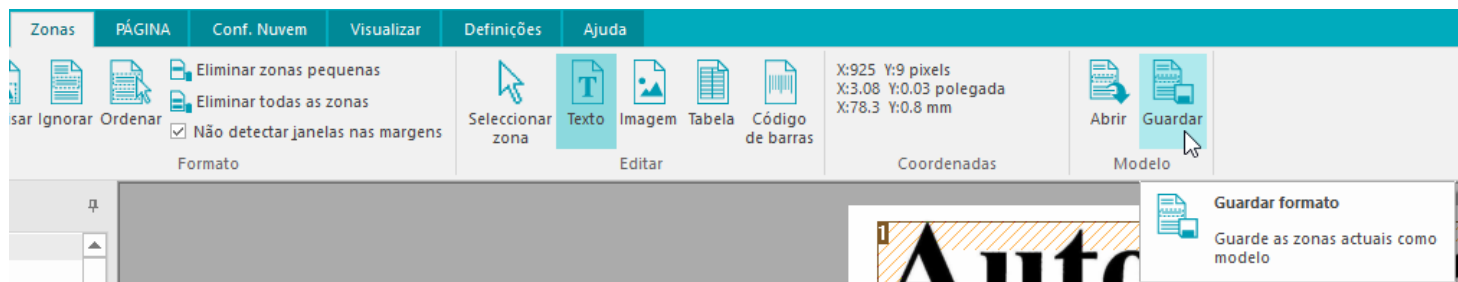 Zonas PÁGINA Conf. Nuvem Visualizar Definições Ajuda
Ignorar Ordenar
Eliminar zonas pequenas
Eliminar todas as zonas
Não detectar janelas nas margens
Formato
Seleccionar zona
Texto
Imagem
Tabela
Código de barras
Editar
X:925 Y:9 pixels
X:3.08 Y:0.03 polegada
X:78.3 Y:0.8 mm
Coordenadas
Abrir Guardar
Modelo
Guardar formato
Guarde as zonas actuais como
modelo
1
Auto